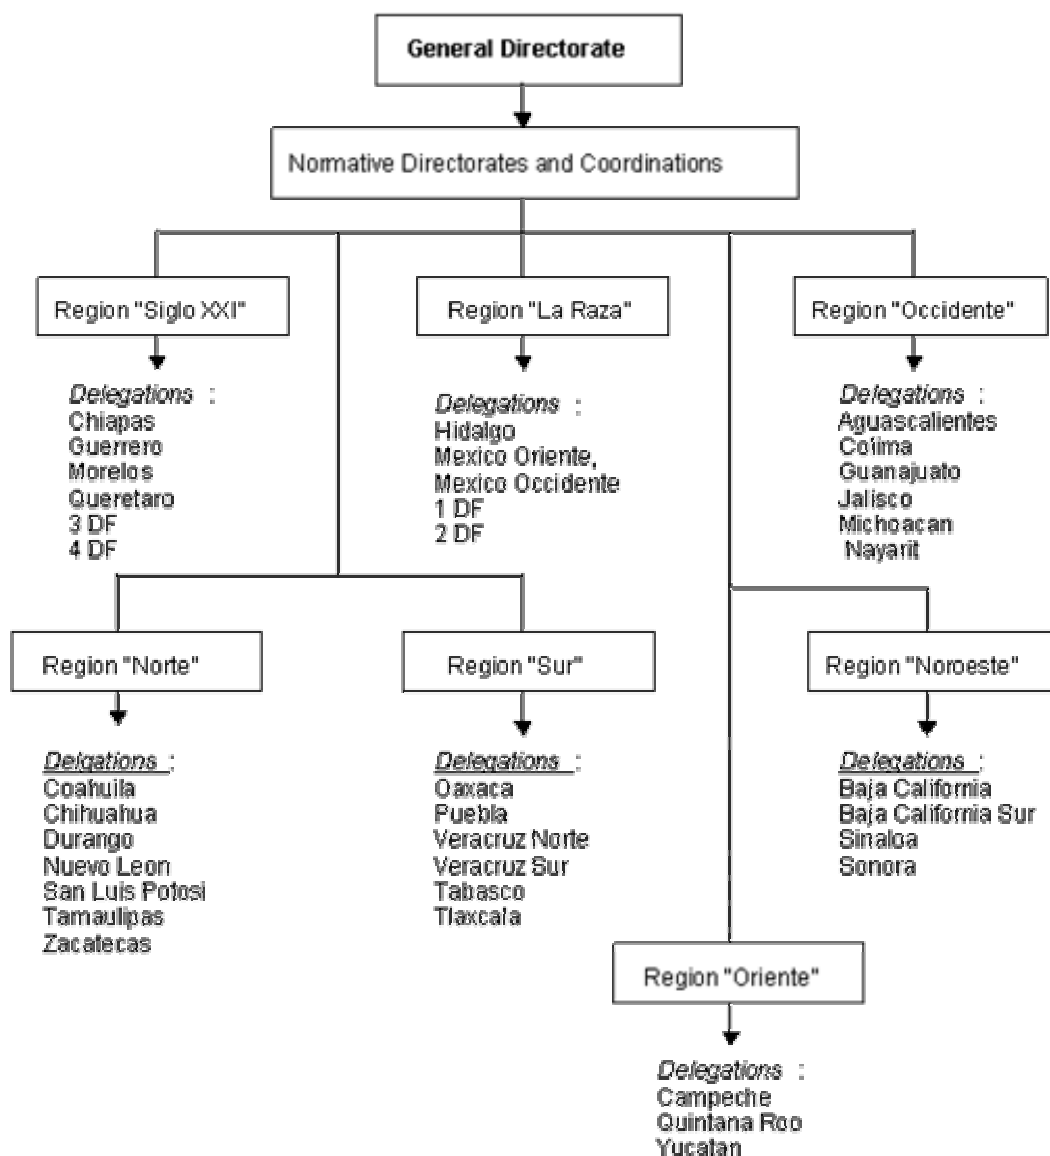 General Directorate
Normative Directorates and Coordinations
Region "Siglo XXI"
Delegations :
Chiapas
Guerrero
Morelos
Queretaro
3 DF
4 DF
Region "La Raza"
Delegations :
Hidalgo
Mexico Oriente,
Mexico Occidente
1 DF
2 DF
Region "Occidente"
Delegations :
Aguascalientes
Colima
Guanajuato
Jalisco
Michoacan
Nayarit
Region "Norte"
Delgations :
Coahuila
Chihuahua
Durango
Nuevo Leon
San Luis Potosi
Tamaulipas
Zacatecas
Region "Sur"
Delegations :
Oaxaca
Puebla
Veracruz Norte
Veracruz Sur
Tabasco
Tlaxcala
Region "Noroeste"
Delegations :
Baja California
Baja California Sur
Sinaloa
Sonora
Region "Oriente"
Delegations :
Campeche
Quintana Roo
Yucatan